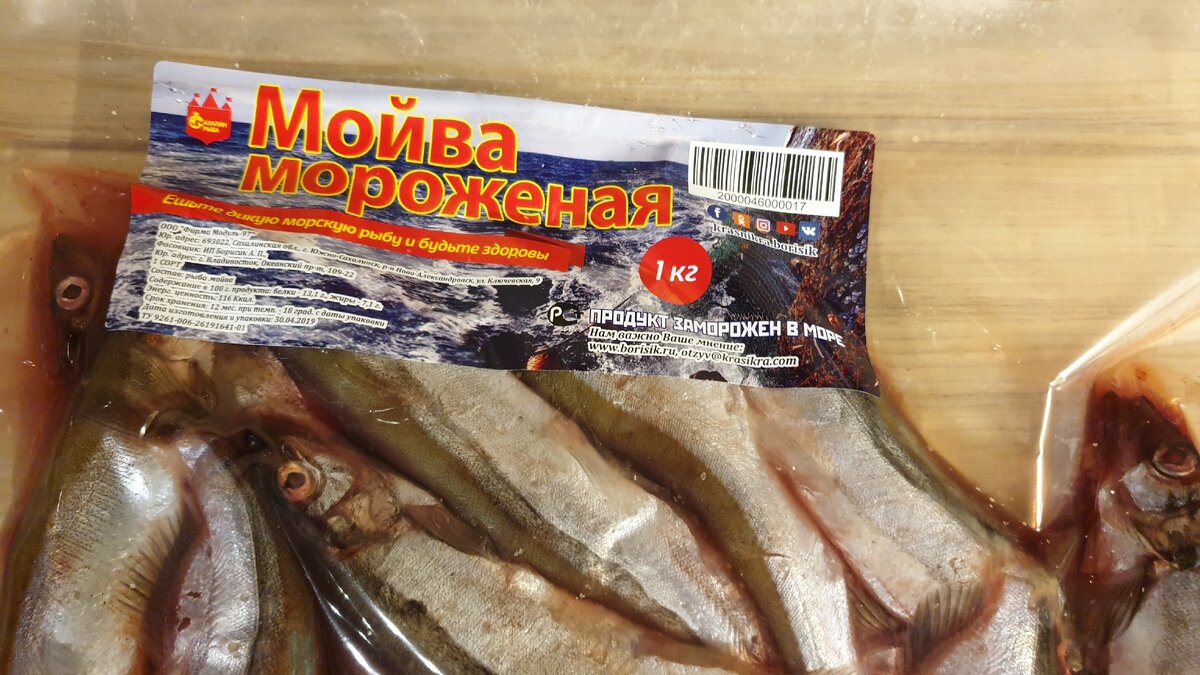 САХАЛИН
РЫБА
Мойва
мороженая
Ешьте дикую морскую рыбу и будьте здоровы
2000046000017
krasnikra.borisik
1 кг
ООО "Фирма Модуль-97"
Юр. адрес: 693022, Сахалинская обл., г. Южно-Сахалинск, р-н Ново-Александровск, ул. Ключевская, 9
Фасовщик: ИП Борисик А. П.,
Юр. адрес: г. Владивосток, Океанский пр-т, 109-22
1 СОРТ
Состав: рыба мойва
Содержание в 100 г. продукта: белки - 13,1 г., жиры - 7,1 г.,
Энерг. ценность: 116 Ккал.
Срок хранения: 12 мес. при темп. - 18 град. с даты упаковки
Дата изготовления и упаковки: 30.04.2019
ТУ 9261-006-26191641-01
РС
ПРОДУКТ ЗАМОРОЖЕН В МОРЕ
Нам важно Ваше мнение:
www.borisik.ru, otzyv@krasikra.com